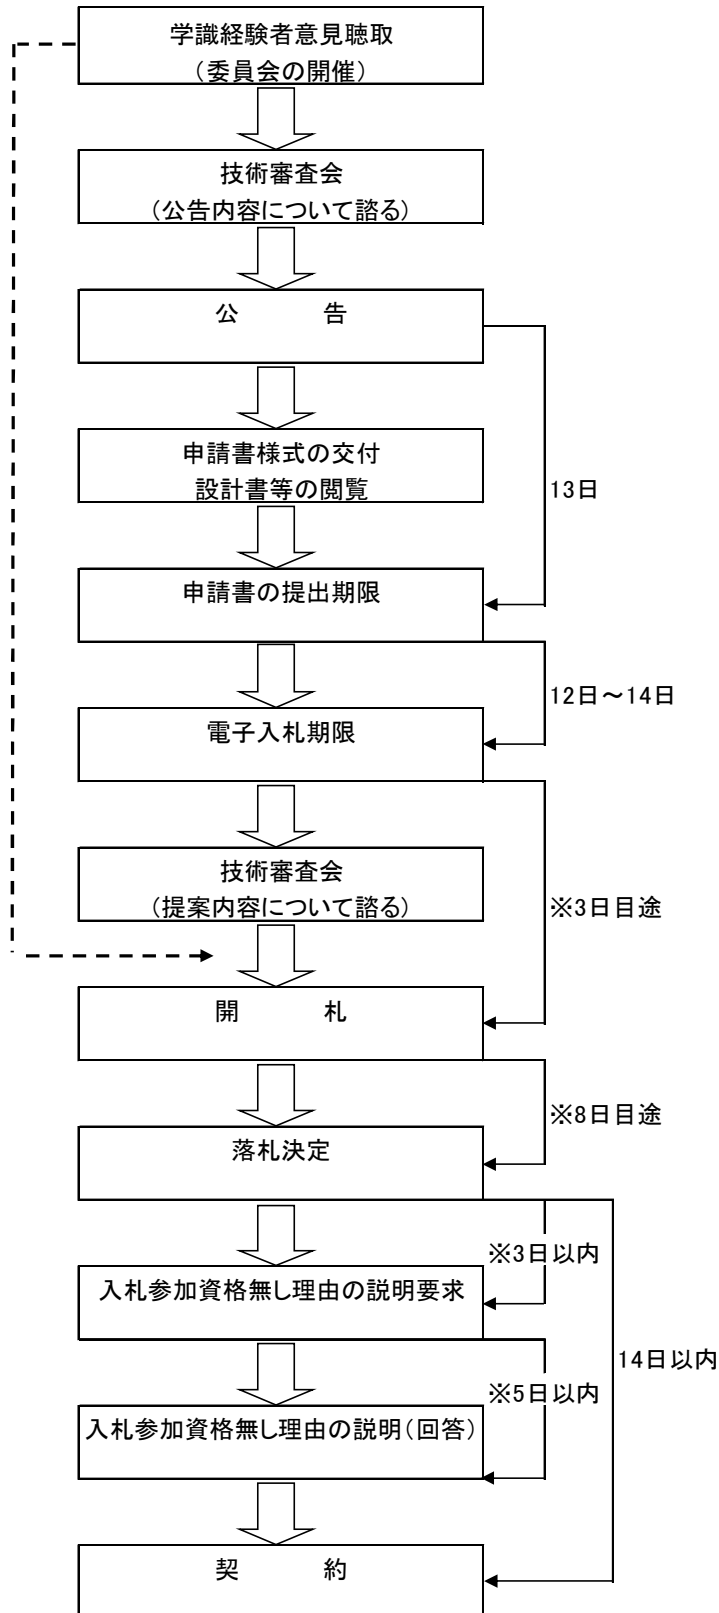 学識経験者意見聴取
（委員会の開催）
技術審査会
（公告内容について諮る）
公　　　告
申請書様式の交付
設計書等の閲覧
13日
申請書の提出期限
12日～14日
電子入札期限
技術審査会
（提案内容について諮る）
※3日目途
開　　　札
※8日目途
落札決定
※3日以内
入札参加資格無し理由の説明要求
14日以内
※5日以内
入札参加資格無し理由の説明（回答）
契　　　約